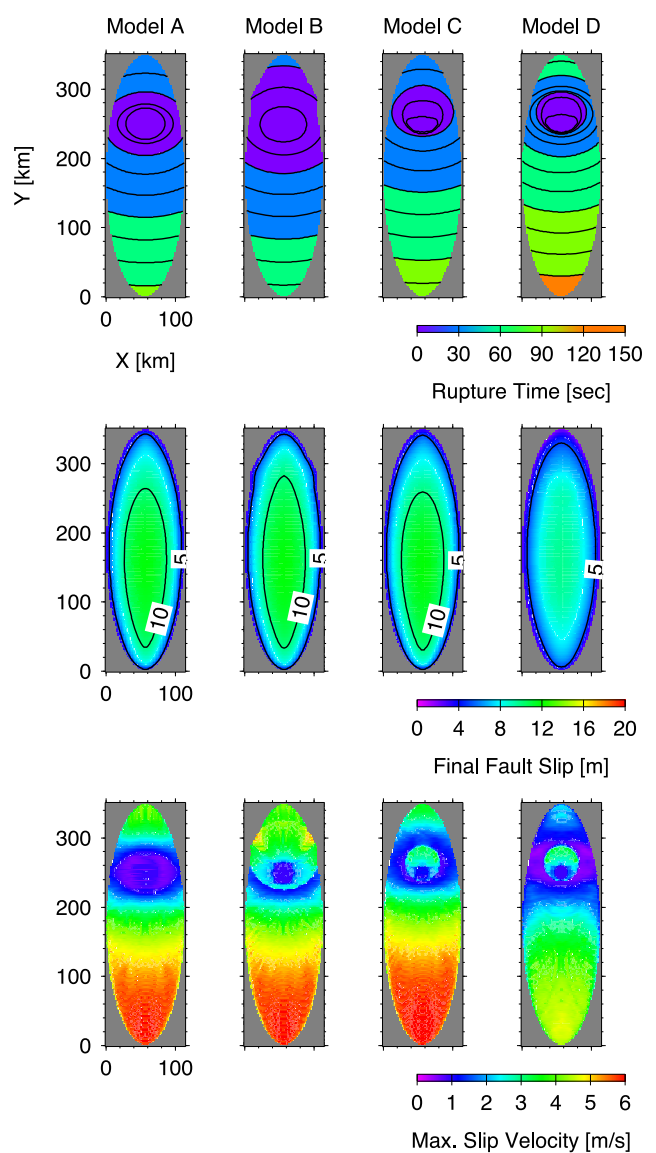 Model A Model B Model C Model D
300
200
100
0
Y [km]
0 100
X [km]
0 30 60 90 120 150
Rupture Time [sec]
300
200
100
0
5 5 5 5
10 10 10
0 100
0 4 8 12 16 20
Final Fault Slip [m]
300
200
100
0
0 100
0 1 2 3 4 5 6
Max. Slip Velocity [m/s]